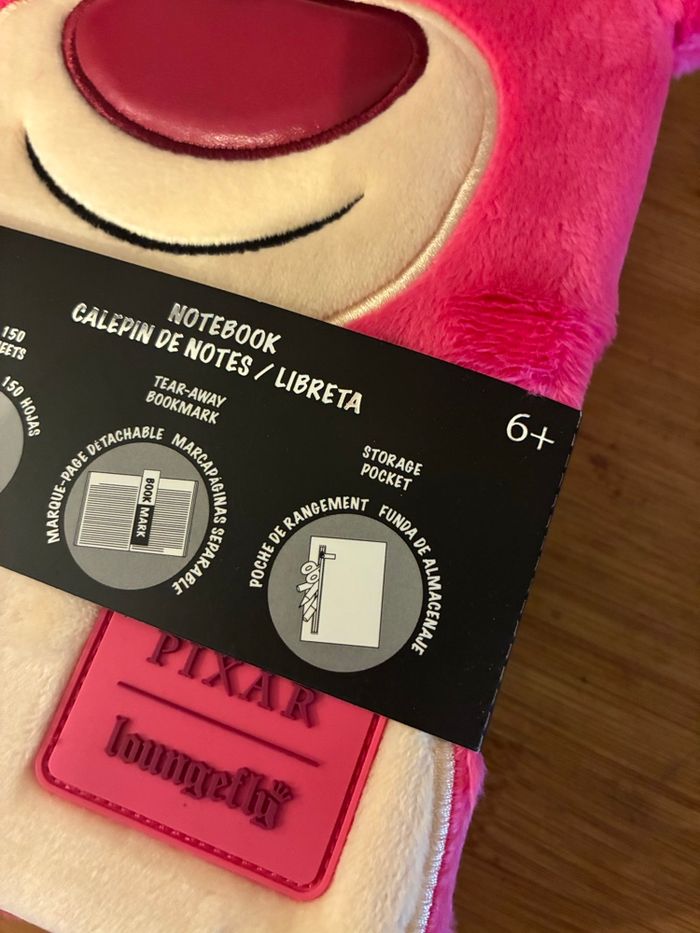 NOTEBOOK
CALEPIN DE NOTES / LIBRETA
150
150 HOJAS
TEAR-AWAY
BOOKMARK
MARQUE-PAGE DÉTACHABLE MARCAPÁGINAS SEPARABLE
BOOK MARK
STORAGE
POCKET
POCHE DE RANGEMENT FUNDA DE ALMACENAJE
6+
PIXAR
loungefly